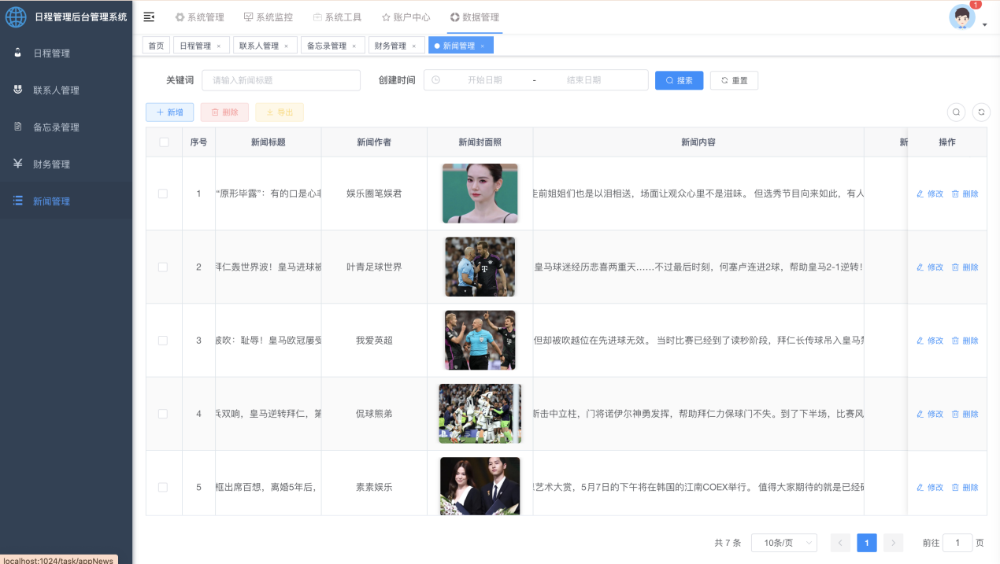 日程管理后台管理系统
系统管理 系统监控 系统工具 账户中心 数据管理
1
首页 日程管理 × 联系人管理 × 备忘录管理 × 财务管理 × 新闻管理 ×
日程管理
联系人管理
备忘录管理
财务管理
新闻管理
关键词 请输入新闻标题 创建时间 开始日期 - 结束日期 搜索 重置
新增 删除 导出
序号 新闻标题 新闻作者 新闻封面照 新闻内容 新 操作
1 “原形毕露”：有的口是心非 娱乐圈笔娱君 走前姐姐们也是以泪相送，场面让观众心里不是滋味。 但选秀节目向来如此，有人 修改 删除
2 拜仁轰世界波！皇马进球被 叶青足球世界 皇马球迷经历悲喜两重天……不过最后时刻，何塞卢连进2球，帮助皇马2-1逆转！ 修改 删除
3 被吹：耻辱！皇马欧冠屡受 我爱英超 但却被吹越位在先进球无效。 当时比赛已经到了读秒阶段，拜仁长传球吊入皇马禁 修改 删除
4 兵双响，皇马逆转拜仁，第 侃球熊弟 斯击中立柱，门将诺伊尔神勇发挥，帮助拜仁力保球门不失。到了下半场，比赛风 修改 删除
5 框出席百想，离婚5年后， 素素娱乐 艺术大赏，5月7日的下午将在韩国的江南COEX举行。 值得大家期待的就是已经 修改 删除
共 7 条 10条/页 1 前往 1 页
localhost:1024/task/appNews